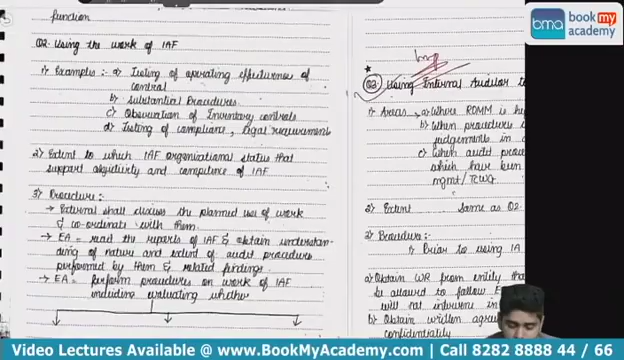 function
Q2. Using the work of IAF
1) Examples :- a) Testing of operating effectiveness of
control
b) Substantial Procedures
c) Observation of Inventory controls
d) Testing of compliance, legal requirements
2) Extent to which IAF organizational status that
support objectivity and competence of IAF
3) Procedure :
→ External shall discuss the planned use of work
& co-ordinate with them.
→ EA = read the reports of IAF & obtain understan-
ding of nature and extent of audit procedure
performed by them & related findings
→ EA = perform procedures on work of IAF
including evaluating whether
bma book my academy
Imp
Q3 Using Internal Auditor to
1) Areas a) Where ROMM is
b) When procedures
judgements in
c) When audit proce
which have been
mgmt/TCWG
2) Extent Same as Q2.
3) Procedure :
→ Prior to using IA
a) Obtain WR from entity that
be allowed to follow E
will not intervene in
b) Obtain written agre
confidentiality
Video Lectures Available @ www.BookMyAcademy.com | Call 8282 8888 44 / 66